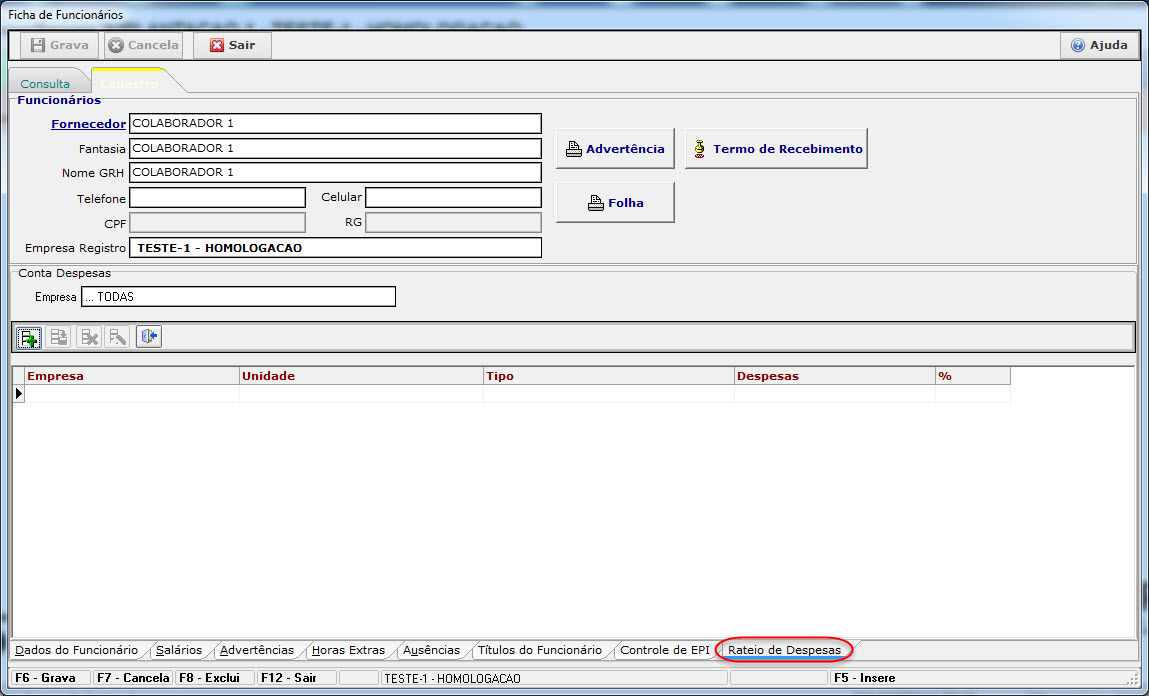 Ficha de Funcionários
Grava Cancela Sair Ajuda
Consulta Cadastro
Funcionários
Fornecedor COLABORADOR 1
Fantasia COLABORADOR 1
Nome GRH COLABORADOR 1
Telefone Celular
CPF RG
Empresa Registro TESTE-1 - HOMOLOGACAO
Advertência Termo de Recebimento
Folha
Conta Despesas
Empresa ... TODAS
Empresa Unidade Tipo Despesas %
Dados do Funcionário Salários Advertências Horas Extras Ausências Títulos do Funcionário Controle de EPI Rateio de Despesas
F6 - Grava F7 - Cancela F8 - Exclui F12 - Sair TESTE-1 - HOMOLOGACAO F5 - Insere